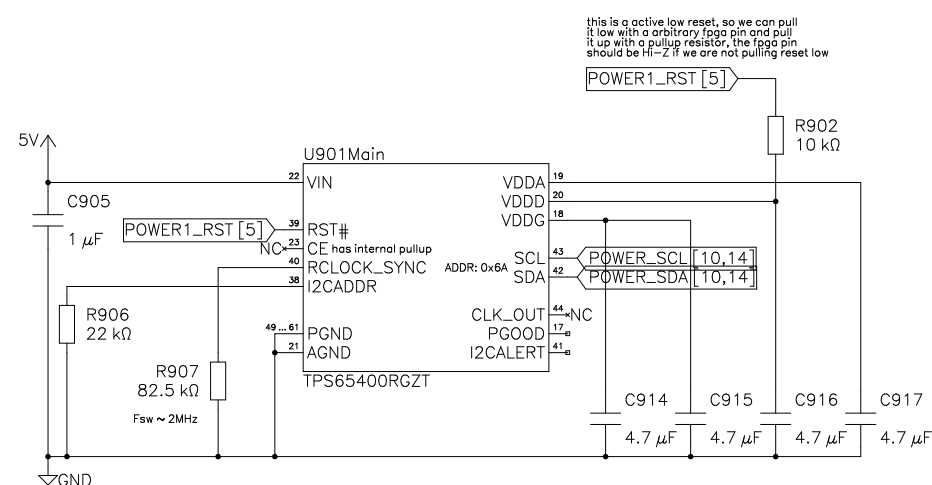 this is a active low reset, so we can pull
it low with a arbitrary fpga pin and pull
it up with a pullup resistor, the fpga pin
should be Hi-Z if we are not pulling reset low
POWER1_RST [5]
R902
10 kΩ
5V
U901Main
22 VIN
VDDA 19
VDDD 20
VDDG 18
C905
1 µF
POWER1_RST [5]
39 RST#
NC 23 CE has internal pullup
40 RCLOCK_SYNC
38 I2CADDR
ADDR: 0x6A
SCL 43 POWER_SCL [10,14]
SDA 42 POWER_SDA [10,14]
CLK_OUT 44 NC
PGOOD 17
I2CALERT 41
49 ... 61 PGND
21 AGND
TPS65400RGZT
R906
22 kΩ
R907
82.5 kΩ
Fsw ~ 2MHz
C914
4.7 µF
C915
4.7 µF
C916
4.7 µF
C917
4.7 µF
GND